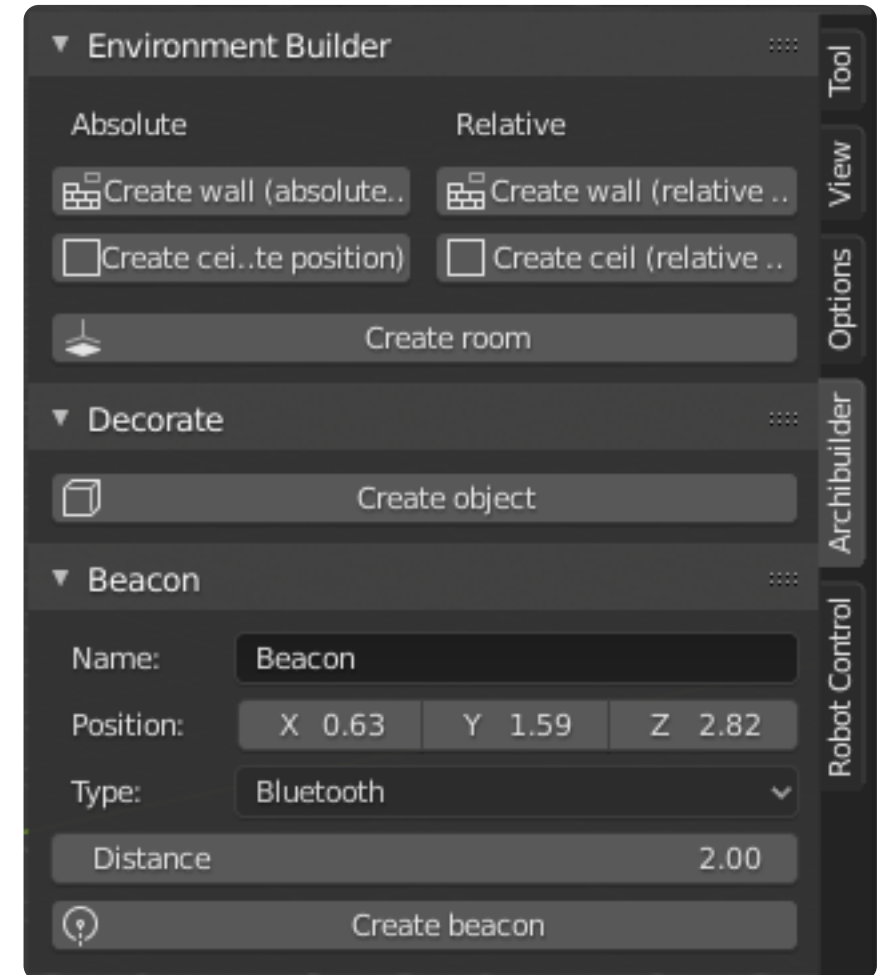 Environment Builder
Absolute Relative
Create wall (absolute.. Create wall (relative ..
Create cei..te position) Create ceil (relative ..
Create room
Decorate
Create object
Beacon
Name: Beacon
Position: X 0.63 Y 1.59 Z 2.82
Type: Bluetooth
Distance 2.00
Create beacon
Tool
View
Options
Archibuilder
Robot Control